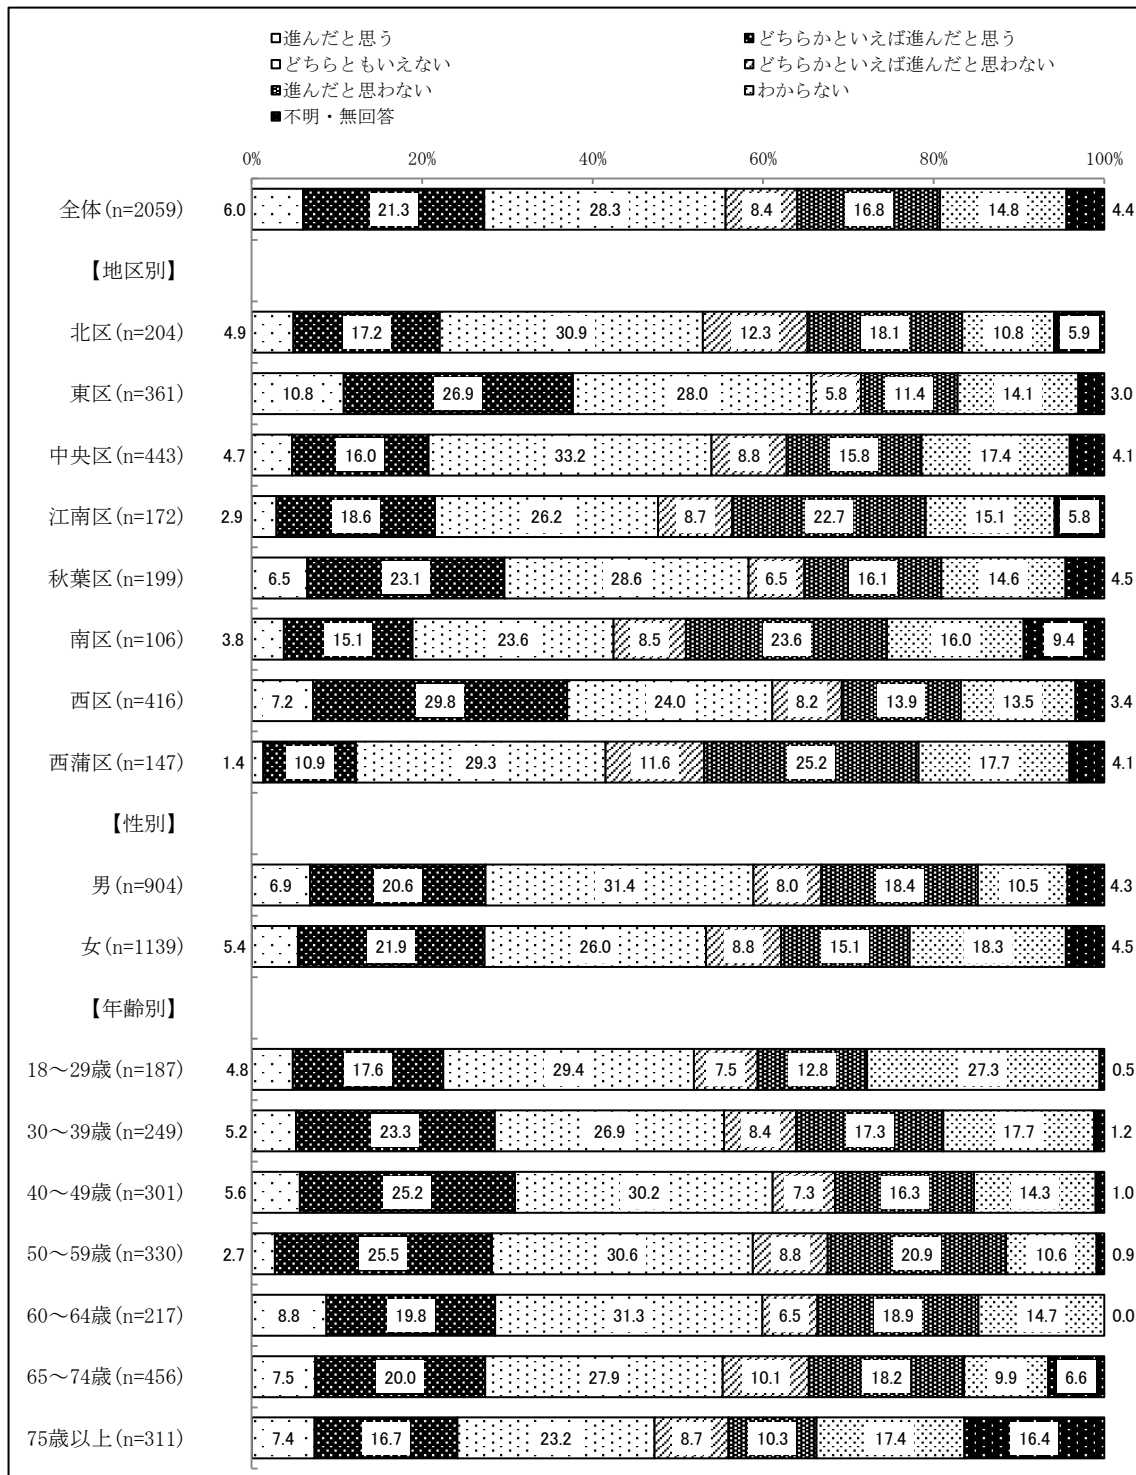 □進んだと思う ■どちらかといえば進んだと思う
□どちらともいえない どちらかといえば進んだと思わない
進んだと思わない わからない
■不明・無回答
0% 20% 40% 60% 80% 100%
全体(n=2059) 6.0 21.3 28.3 8.4 16.8 14.8 4.4
【地区別】
北区(n=204) 4.9 17.2 30.9 12.3 18.1 10.8 5.9
東区(n=361) 10.8 26.9 28.0 5.8 11.4 14.1 3.0
中央区(n=443) 4.7 16.0 33.2 8.8 15.8 17.4 4.1
江南区(n=172) 2.9 18.6 26.2 8.7 22.7 15.1 5.8
秋葉区(n=199) 6.5 23.1 28.6 6.5 16.1 14.6 4.5
南区(n=106) 3.8 15.1 23.6 8.5 23.6 16.0 9.4
西区(n=416) 7.2 29.8 24.0 8.2 13.9 13.5 3.4
西蒲区(n=147) 1.4 10.9 29.3 11.6 25.2 17.7 4.1
【性別】
男(n=904) 6.9 20.6 31.4 8.0 18.4 10.5 4.3
女(n=1139) 5.4 21.9 26.0 8.8 15.1 18.3 4.5
【年齢別】
18～29歳(n=187) 4.8 17.6 29.4 7.5 12.8 27.3 0.5
30～39歳(n=249) 5.2 23.3 26.9 8.4 17.3 17.7 1.2
40～49歳(n=301) 5.6 25.2 30.2 7.3 16.3 14.3 1.0
50～59歳(n=330) 2.7 25.5 30.6 8.8 20.9 10.6 0.9
60～64歳(n=217) 8.8 19.8 31.3 6.5 18.9 14.7 0.0
65～74歳(n=456) 7.5 20.0 27.9 10.1 18.2 9.9 6.6
75歳以上(n=311) 7.4 16.7 23.2 8.7 10.3 17.4 16.4